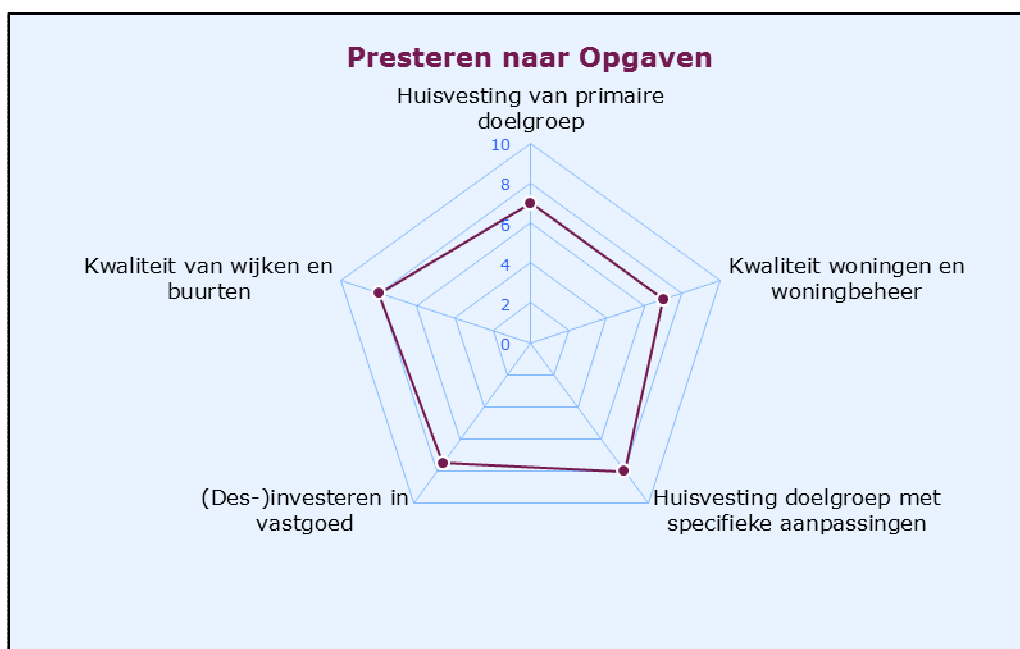 Presteren naar Opgaven
Huisvesting van primaire
doelgroep
10
8
6
4
2
0
Kwaliteit van wijken en
buurten
Kwaliteit woningen en
woningbeheer
(Des-)investeren in
vastgoed
Huisvesting doelgroep met
specifieke aanpassingen